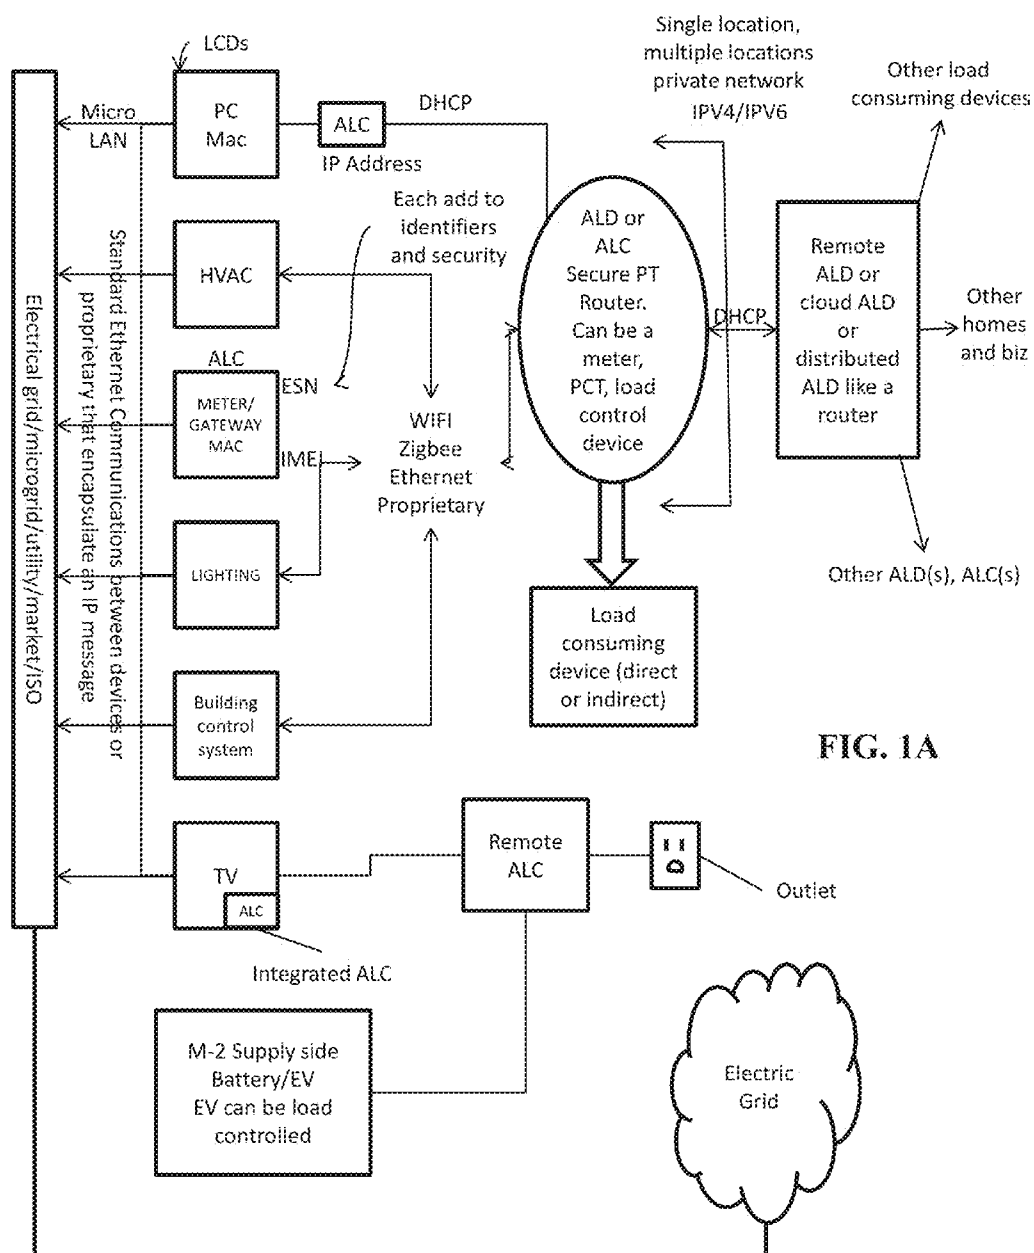 LCDs
Micro
LAN
PC
Mac
ALC
IP Address
DHCP
Single location,
multiple locations
private network
IPV4/IPV6
Other load
consuming devices
Each add to
identifiers
and security
HVAC
ALD or
ALC
Secure PT
Router.
Can be a
meter,
PCT, load
control
device
DHCP
Remote
ALD or
cloud ALD
or
distributed
ALD like a
router
Other
homes
and biz
ALC
METER/
GATEWAY
MAC
ESN
IMEI
WIFI
Zigbee
Ethernet
Proprietary
Electrical grid/microgrid/utility/market/ISO
Standard Ethernet Communications between devices or
proprietary that encapsulate an IP message
LIGHTING
Other ALD(s), ALC(s)
Load
consuming
device (direct
or indirect)
Building
control
system
FIG. 1A
TV
ALC
Integrated ALC
Remote
ALC
Outlet
M-2 Supply side
Battery/EV
EV can be load
controlled
Electric
Grid